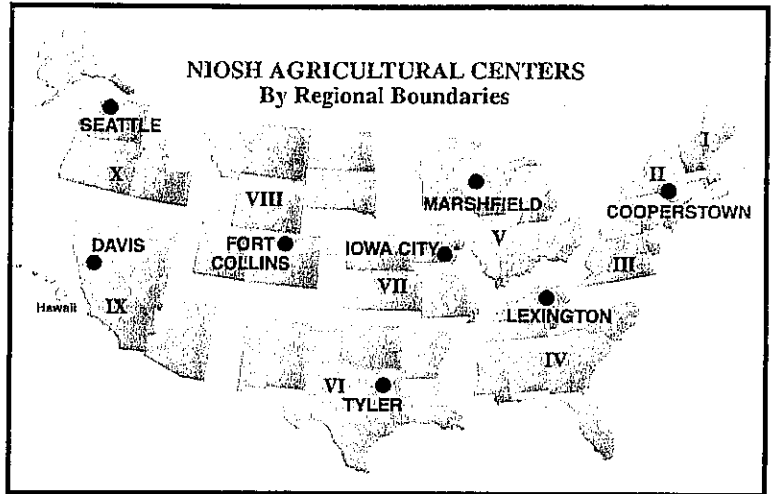 NIOSH AGRICULTURAL CENTERS
By Regional Boundaries
SEATTLE
X
VIII
I
II
MARSHFIELD
COOPERSTOWN
DAVIS
FORT
COLLINS
IOWA CITY
V
III
Hawaii
IX
VII
LEXINGTON
IV
VI
TYLER